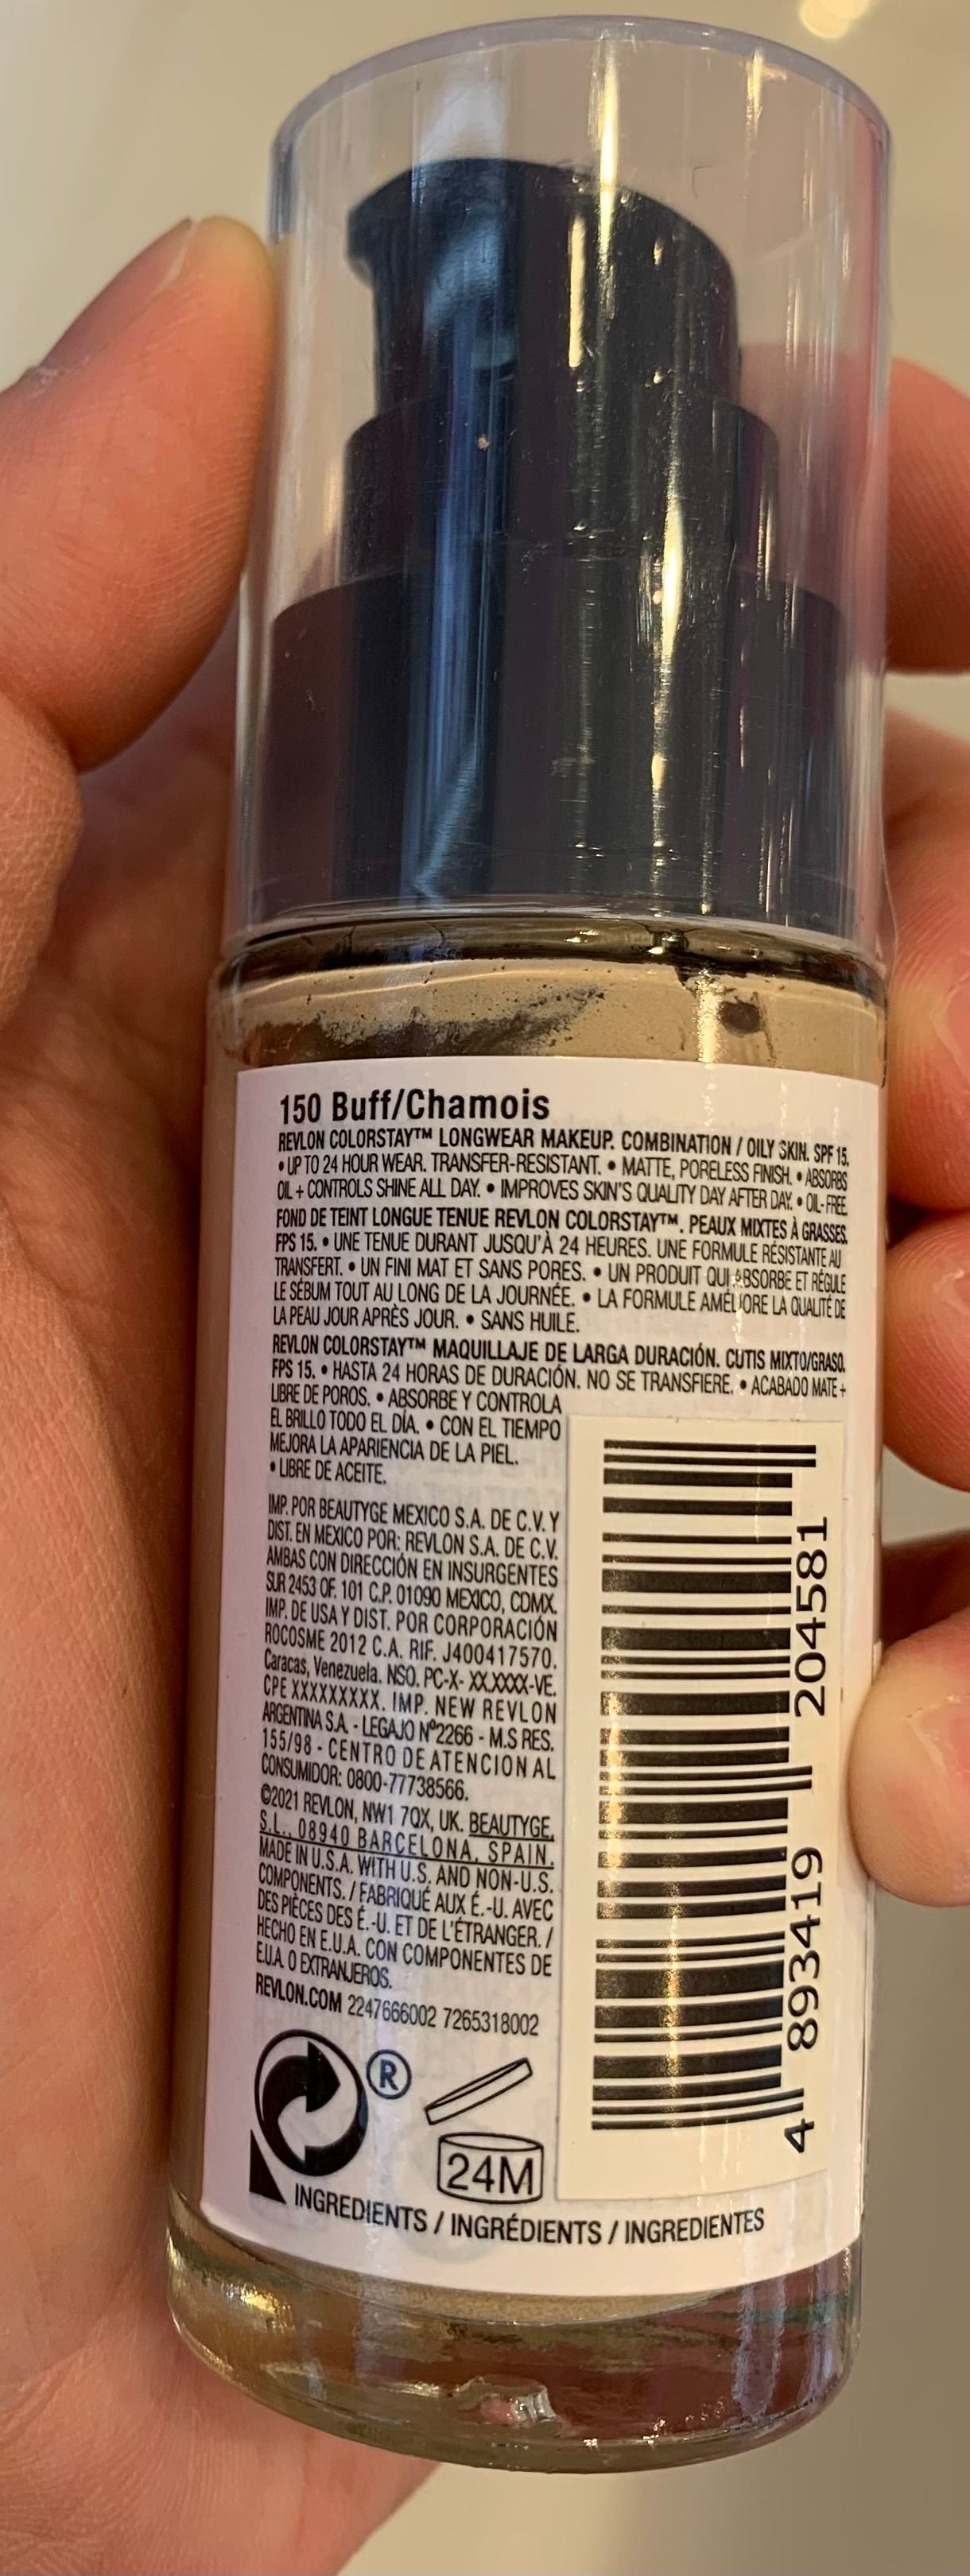 150 Buff/Chamois
REVLON COLORSTAY™ LONGWEAR MAKEUP. COMBINATION / OILY SKIN. SPF 15.
• UP TO 24 HOUR WEAR. TRANSFER-RESISTANT. • MATTE, PORELESS FINISH. • ABSORBS
OIL + CONTROLS SHINE ALL DAY. • IMPROVES SKIN'S QUALITY DAY AFTER DAY. • OIL-FREE.
FOND DE TEINT LONGUE TENUE REVLON COLORSTAY™. PEAUX MIXTES À GRASSES.
FPS 15. • UNE TENUE DURANT JUSQU'À 24 HEURES. UNE FORMULE RÉSISTANTE AU
TRANSFERT. • UN FINI MAT ET SANS PORES. • UN PRODUIT QUI ABSORBE ET RÉGULE
LE SÉBUM TOUT AU LONG DE LA JOURNÉE. • LA FORMULE AMÉLIORE LA QUALITÉ DE
LA PEAU JOUR APRÈS JOUR. • SANS HUILE.
REVLON COLORSTAY™ MAQUILLAJE DE LARGA DURACIÓN. CUTIS MIXTO/GRASO.
FPS 15. • HASTA 24 HORAS DE DURACIÓN. NO SE TRANSFIERE. • ACABADO MATE +
LIBRE DE POROS. • ABSORBE Y CONTROLA
EL BRILLO TODO EL DÍA. • CON EL TIEMPO
MEJORA LA APARIENCIA DE LA PIEL.
• LIBRE DE ACEITE.
IMP. POR BEAUTYGE MEXICO S.A. DE C.V. Y
DIST. EN MEXICO POR: REVLON S.A. DE C.V.
AMBAS CON DIRECCIÓN EN INSURGENTES
SUR 2453 OF. 101 C.P. 01090 MEXICO, CDMX.
IMP. DE USA Y DIST. POR CORPORACIÓN
ROCOSME 2012 C.A. RIF. J400417570.
Caracas, Venezuela. NSO. PC-X- XX.XXXX-VE.
CPE XXXXXXXXX. IMP. NEW REVLON
ARGENTINA S.A. - LEGAJO Nº2266 - M.S RES.
155/98 - CENTRO DE ATENCION AL
CONSUMIDOR: 0800-77738566.
©2021 REVLON, NW1 7QX, UK. BEAUTYGE,
S.L., 08940 BARCELONA, SPAIN.
MADE IN U.S.A. WITH U.S. AND NON-U.S.
COMPONENTS. / FABRIQUÉ AUX É.-U. AVEC
DES PIÈCES DES É.-U. ET DE L'ÉTRANGER. /
HECHO EN E.U.A. CON COMPONENTES DE
E.U.A. O EXTRANJEROS.
REVLON.COM 2247666002 7265318002
4 893419 204581
®
24M
INGREDIENTS / INGRÉDIENTS / INGREDIENTES